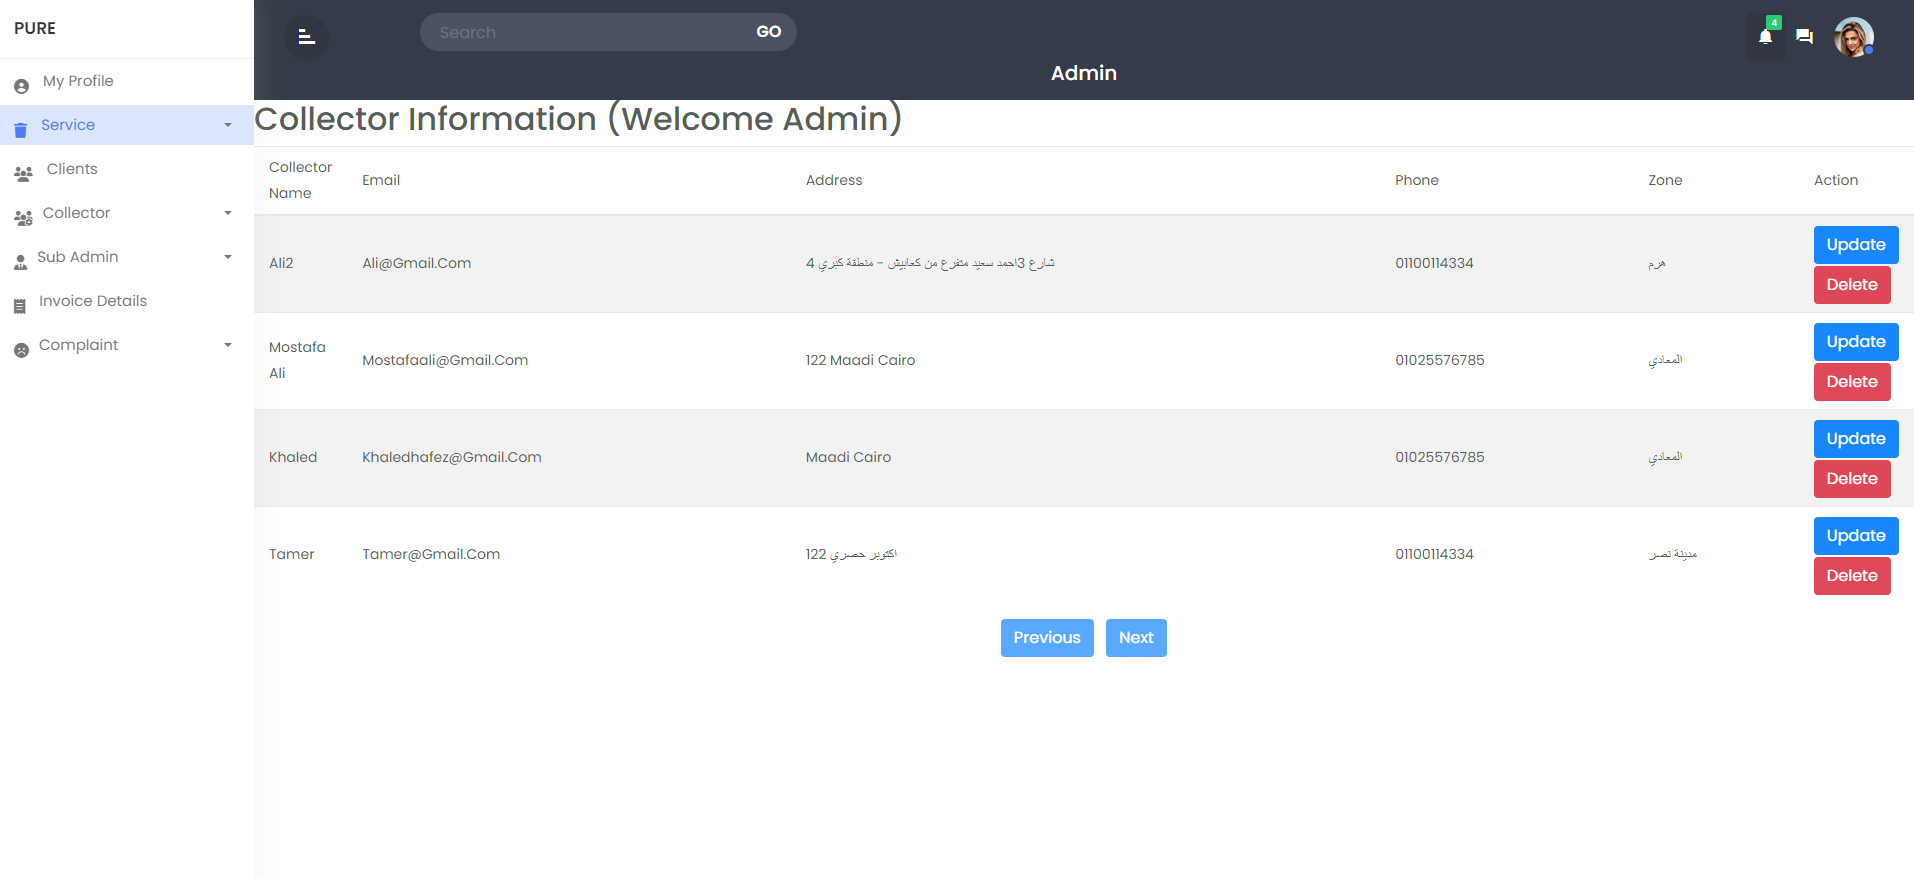 PURE
My Profile
Service
Clients
Collector
Sub Admin
Invoice Details
Complaint
Search
GO
4
Admin
Collector Information (Welcome Admin)
Collector Name
Email
Address
Phone
Zone
Action
Ali2
Ali@Gmail.Com
4 شارع 3احمد سعيد متفرع من كعابيش - منطقة كبري
01100114334
هرم
Update
Delete
Mostafa Ali
Mostafaali@Gmail.Com
122 Maadi Cairo
01025576785
المعادي
Update
Delete
Khaled
Khaledhafez@Gmail.Com
Maadi Cairo
01025576785
المعادي
Update
Delete
Tamer
Tamer@Gmail.Com
122 اكتوبر حصري
01100114334
مدينة نصر
Update
Delete
Previous
Next